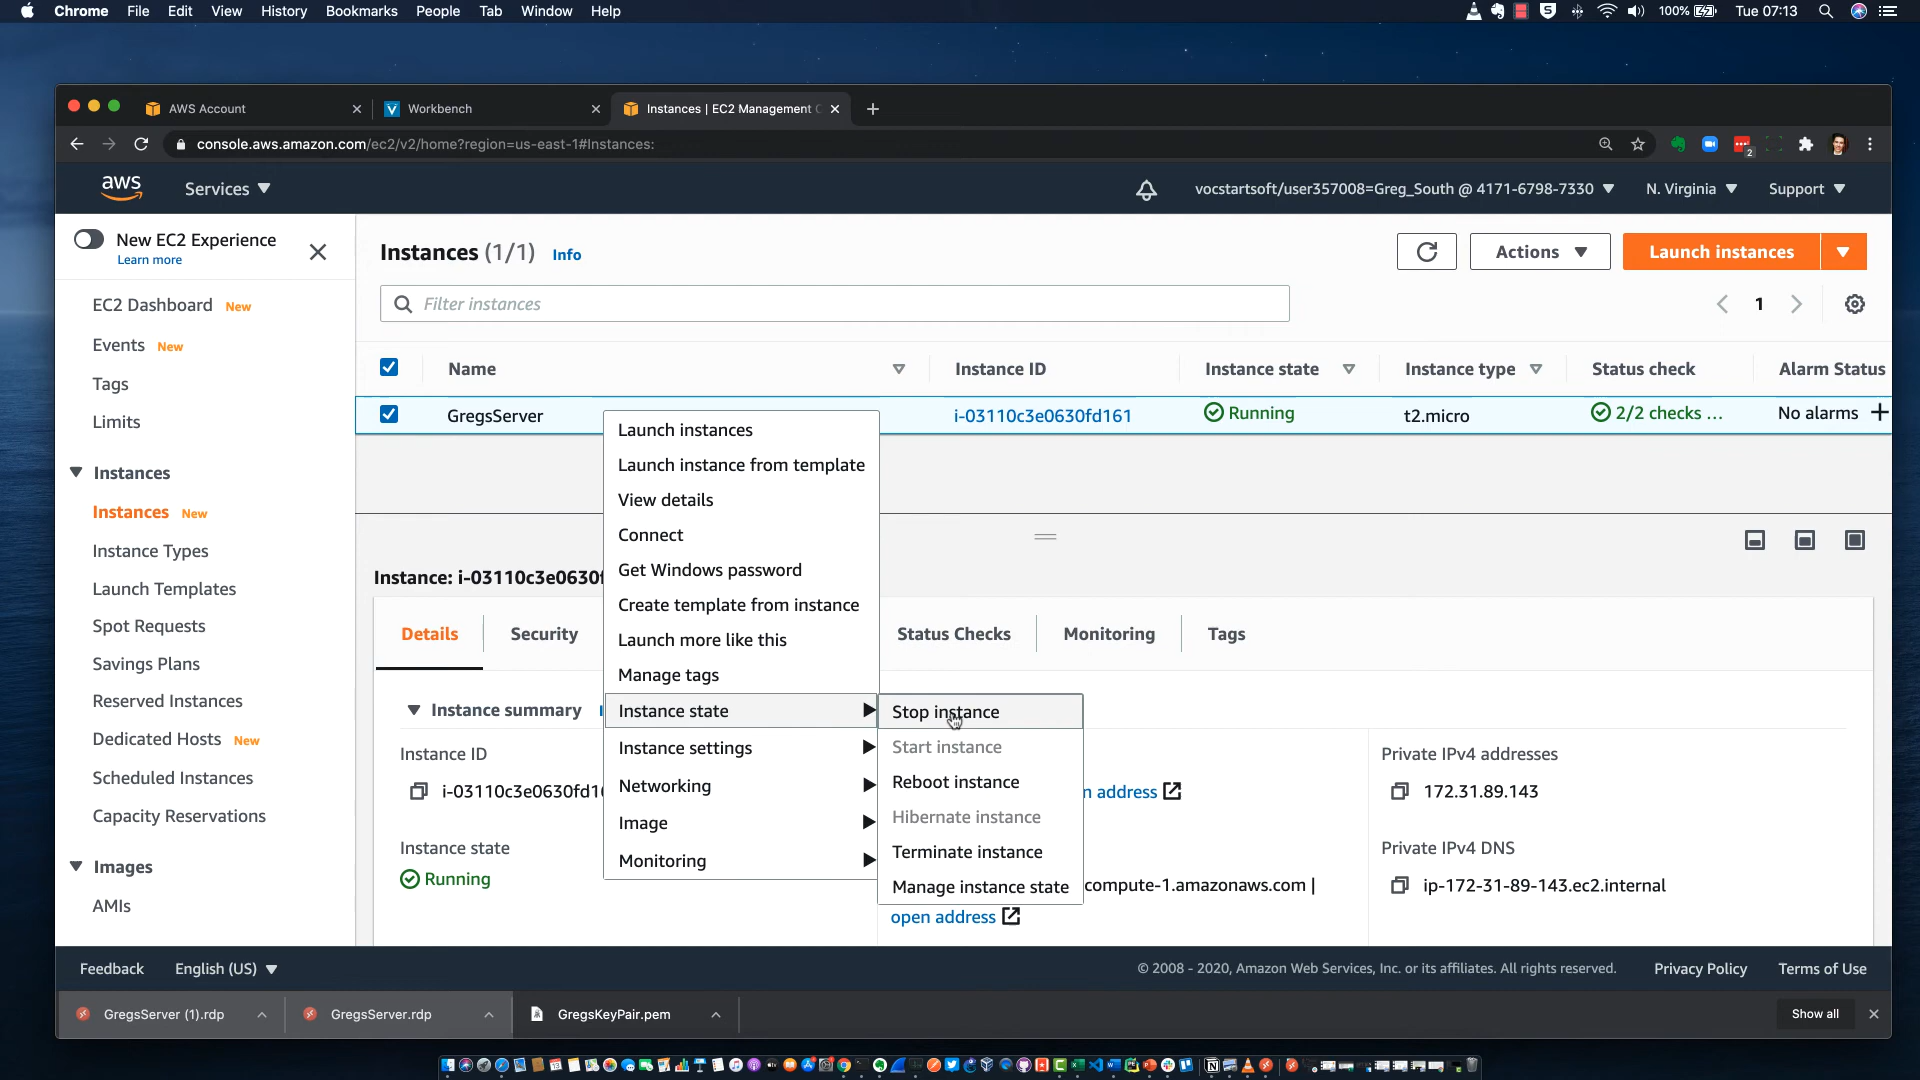 Chrome File Edit View History Bookmarks People Tab Window Help
100% Tue 07:13
AWS Account
Workbench
Instances | EC2 Management C
console.aws.amazon.com/ec2/v2/home?region=us-east-1#Instances:
2
aws Services
vocstartsoft/user357008=Greg_South @ 4171-6798-7330 N. Virginia Support
New EC2 Experience
Learn more
EC2 Dashboard New
Events New
Tags
Limits
Instances
Instances New
Instance Types
Launch Templates
Spot Requests
Savings Plans
Reserved Instances
Dedicated Hosts New
Scheduled Instances
Capacity Reservations
Images
AMIs
Instances (1/1) Info
Actions
Launch instances
Filter instances
1
Name Instance ID Instance state Instance type Status check Alarm Status
GregsServer i-03110c3e0630fd161 Running t2.micro 2/2 checks ... No alarms +
Launch instances
Launch instance from template
View details
Connect
Get Windows password
Create template from instance
Launch more like this
Manage tags
Instance state
Instance settings
Networking
Image
Monitoring
Stop instance
Start instance
Reboot instance
Hibernate instance
Terminate instance
Manage instance state
Instance: i-03110c3e0630f
Details Security Status Checks Monitoring Tags
Instance summary
Instance ID
i-03110c3e0630fd1
Instance state
Running
n address
compute-1.amazonaws.com |
open address
Private IPv4 addresses
172.31.89.143
Private IPv4 DNS
ip-172-31-89-143.ec2.internal
Feedback English (US)
© 2008 - 2020, Amazon Web Services, Inc. or its affiliates. All rights reserved. Privacy Policy Terms of Use
GregsServer (1).rdp
GregsServer.rdp
GregsKeyPair.pem
Show all